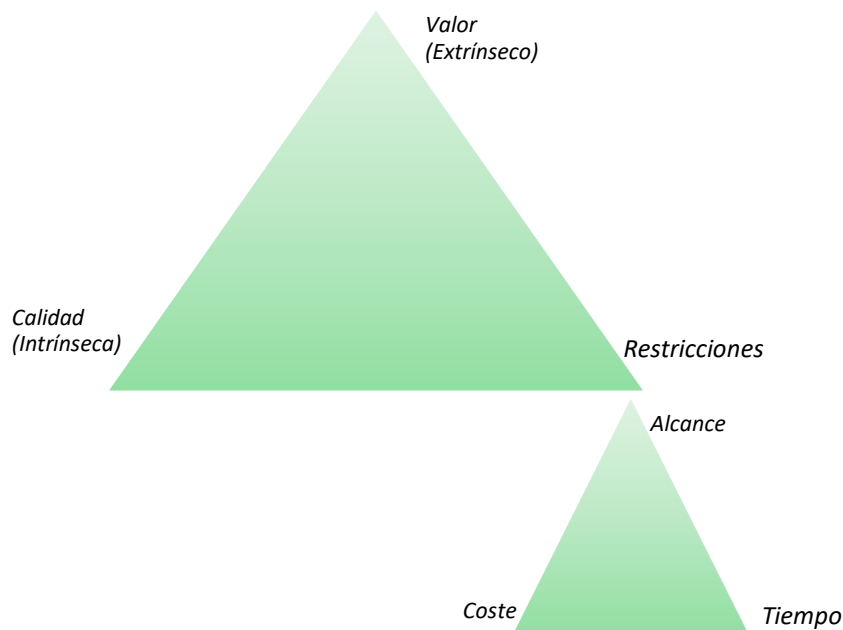 Valor
(Extrínseco)
Calidad
(Intrínseca)
Restricciones
Alcance
Coste
Tiempo